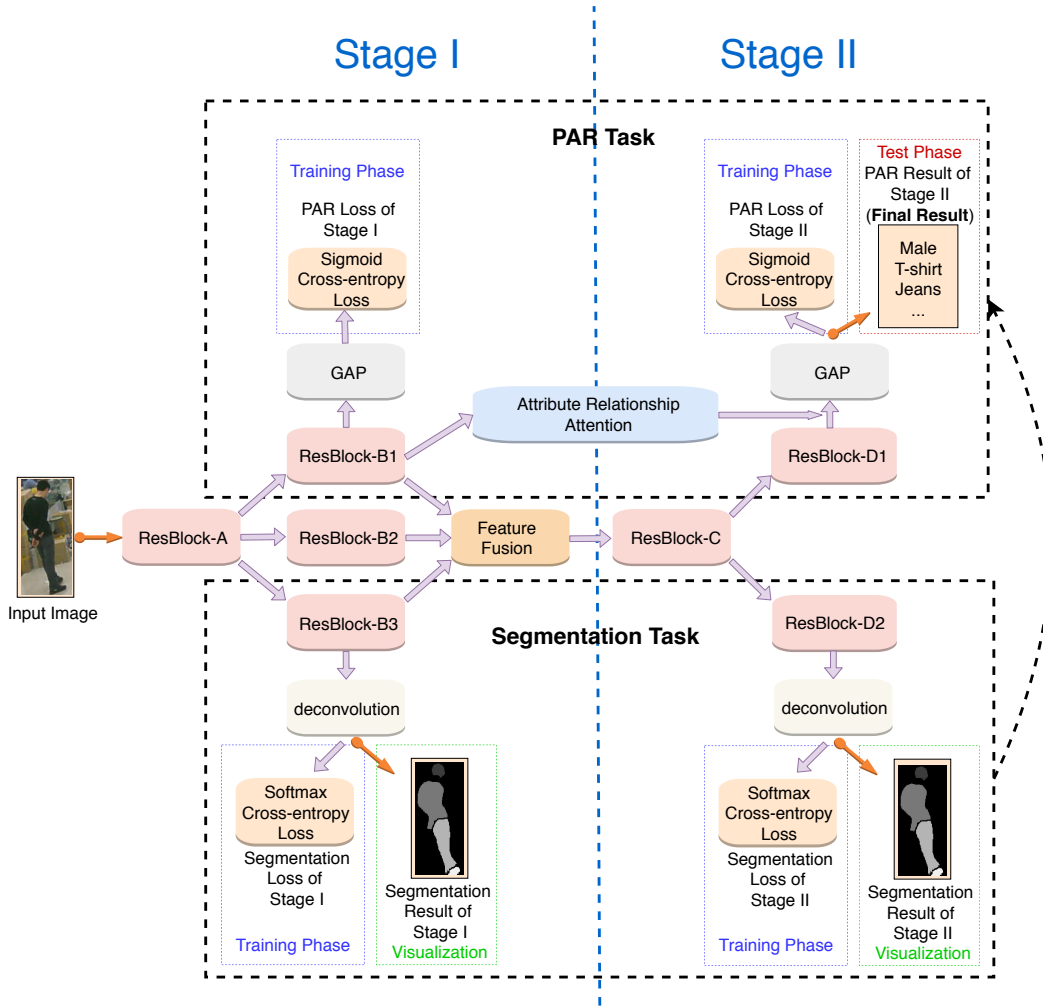 Stage I
Stage II
PAR Task
Training Phase
PAR Loss of
Stage I
Sigmoid
Cross-entropy
Loss
GAP
ResBlock-B1
Training Phase
PAR Loss of
Stage II
Sigmoid
Cross-entropy
Loss
Test Phase
PAR Result of
Stage II
(Final Result)
Male
T-shirt
Jeans
...
GAP
Attribute Relationship
Attention
ResBlock-D1
Input Image
ResBlock-A
ResBlock-B2
Feature
Fusion
ResBlock-C
ResBlock-B3
Segmentation Task
ResBlock-D2
deconvolution
deconvolution
Softmax
Cross-entropy
Loss
Segmentation
Loss of
Stage I
Training Phase
Segmentation
Result of
Stage I
Visualization
Softmax
Cross-entropy
Loss
Segmentation
Loss of
Stage II
Training Phase
Segmentation
Result of
Stage II
Visualization